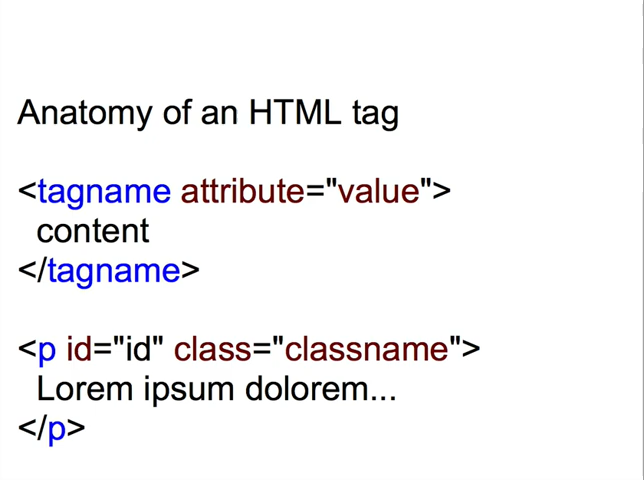 Anatomy of an HTML tag
<tagname attribute="value">
content
</tagname>
<p id="id" class="classname">
Lorem ipsum dolorem...
</p>